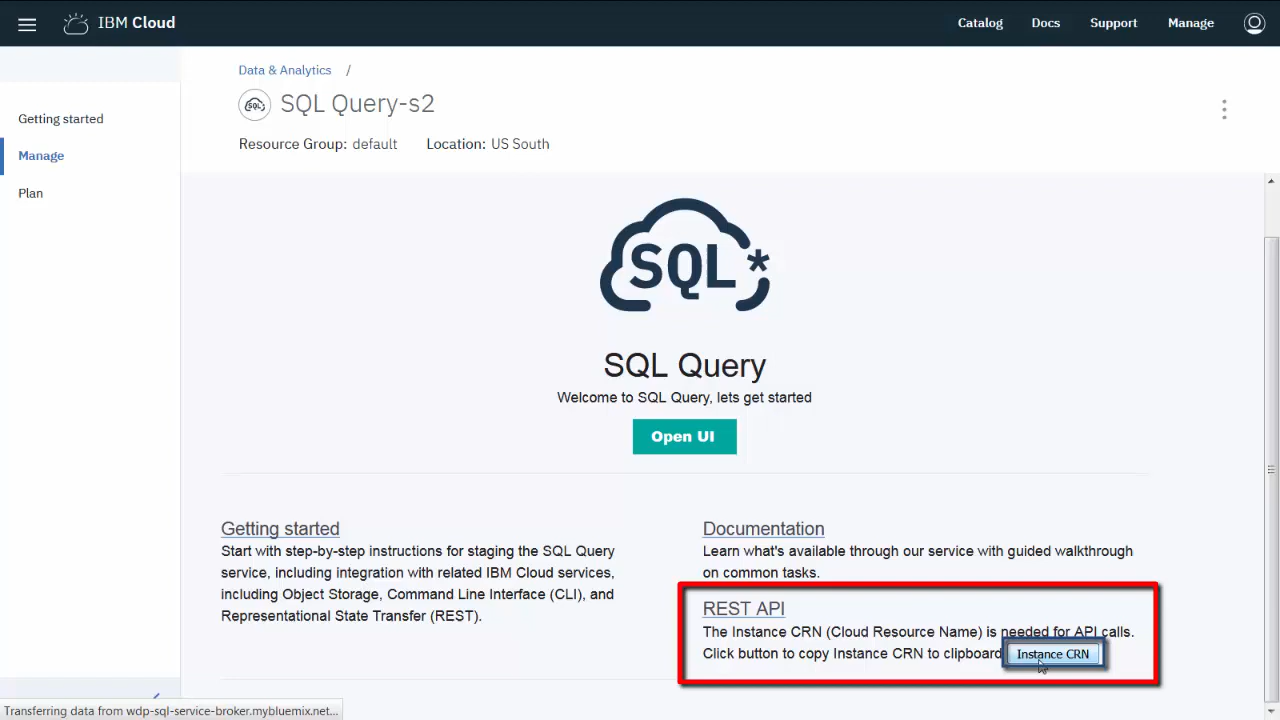 IBM Cloud
Catalog Docs Support Manage
Data & Analytics /
SQL
SQL Query-s2
Resource Group: default Location: US South
Getting started
Manage
Plan
SQL*
SQL Query
Welcome to SQL Query, lets get started
Open UI
Getting started
Start with step-by-step instructions for staging the SQL Query
service, including integration with related IBM Cloud services,
including Object Storage, Command Line Interface (CLI), and
Representational State Transfer (REST).
Documentation
Learn what's available through our service with guided walkthrough
on common tasks.
REST API
The Instance CRN (Cloud Resource Name) is needed for API calls.
Click button to copy Instance CRN to clipboard Instance CRN
Transferring data from wdp-sql-service-broker.mybluemix.net...